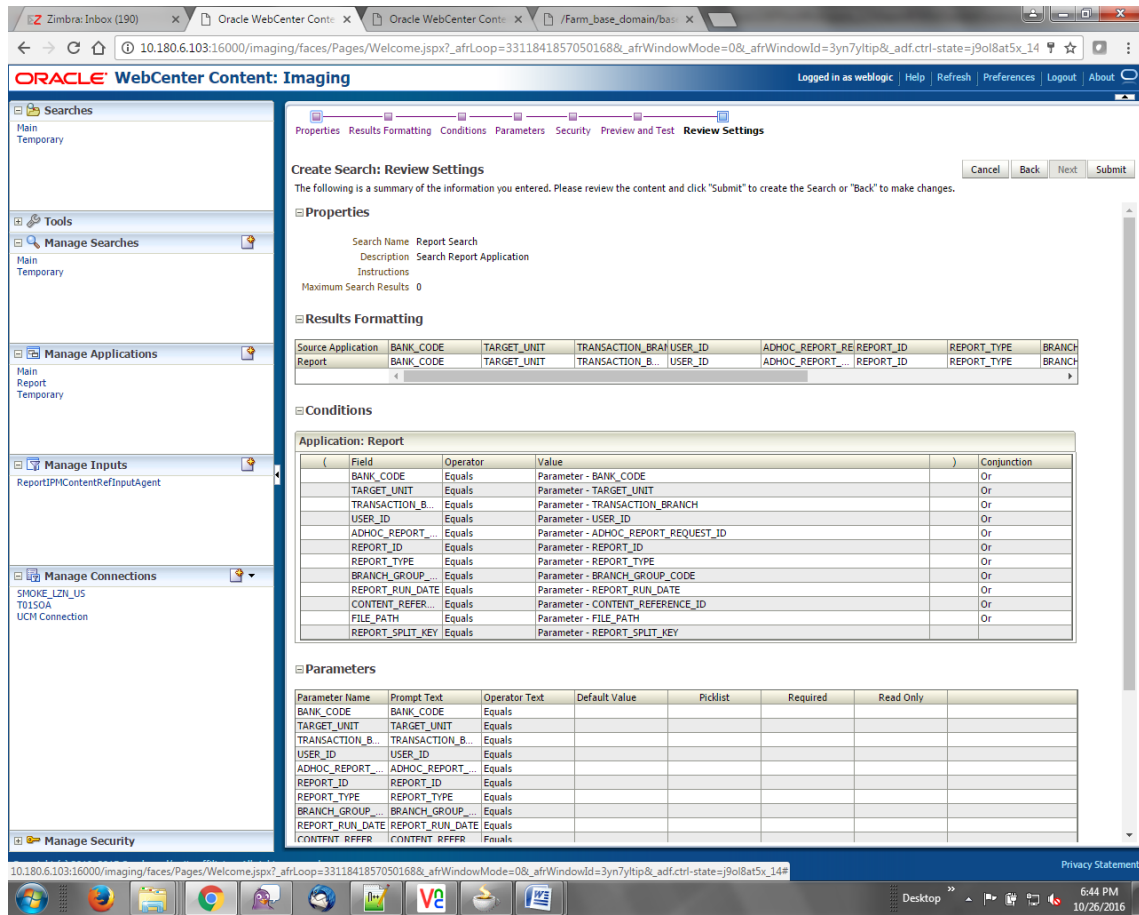 Zimbra: Inbox (190)
Oracle WebCenter Conte
Oracle WebCenter Conte
/Farm_base_domain/bas
10.180.6.103:16000/imaging/faces/Pages/Welcome.jspx?_afrLoop=3311841857050168&_afrWindowMode=0&_afrWindowId=3yn7yltip&_adf.ctrl-state=j9ol8at5x_14
ORACLE WebCenter Content: Imaging
Logged in as weblogic Help Refresh Preferences Logout About
Searches
Main
Temporary
Tools
Manage Searches
Main
Temporary
Manage Applications
Main
Report
Temporary
Manage Inputs
ReportIPMContentRefInputAgent
Manage Connections
SMOKE_LZN_US
T01SOA
UCM Connection
Manage Security
Properties Results Formatting Conditions Parameters Security Preview and Test Review Settings
Create Search: Review Settings
Cancel Back Next Submit
The following is a summary of the information you entered. Please review the content and click "Submit" to create the Search or "Back" to make changes.
Properties
Search Name Report Search
Description Search Report Application
Instructions
Maximum Search Results 0
Results Formatting
Source Application BANK_CODE TARGET_UNIT TRANSACTION_BRAN USER_ID ADHOC_REPORT_RE REPORT_ID REPORT_TYPE BRANCH
Report BANK_CODE TARGET_UNIT TRANSACTION_B... USER_ID ADHOC_REPORT_... REPORT_ID REPORT_TYPE BRANCH
Conditions
Application: Report
( Field Operator Value ) Conjunction
BANK_CODE Equals Parameter - BANK_CODE Or
TARGET_UNIT Equals Parameter - TARGET_UNIT Or
TRANSACTION_B... Equals Parameter - TRANSACTION_BRANCH Or
USER_ID Equals Parameter - USER_ID Or
ADHOC_REPORT_... Equals Parameter - ADHOC_REPORT_REQUEST_ID Or
REPORT_ID Equals Parameter - REPORT_ID Or
REPORT_TYPE Equals Parameter - REPORT_TYPE Or
BRANCH_GROUP_... Equals Parameter - BRANCH_GROUP_CODE Or
REPORT_RUN_DATE Equals Parameter - REPORT_RUN_DATE Or
CONTENT_REFER... Equals Parameter - CONTENT_REFERENCE_ID Or
FILE_PATH Equals Parameter - FILE_PATH Or
REPORT_SPLIT_KEY Equals Parameter - REPORT_SPLIT_KEY
Parameters
Parameter Name Prompt Text Operator Text Default Value Picklist Required Read Only
BANK_CODE BANK_CODE Equals
TARGET_UNIT TARGET_UNIT Equals
TRANSACTION_B... TRANSACTION_B... Equals
USER_ID USER_ID Equals
ADHOC_REPORT_... ADHOC_REPORT_... Equals
REPORT_ID REPORT_ID Equals
REPORT_TYPE REPORT_TYPE Equals
BRANCH_GROUP_... BRANCH_GROUP_... Equals
REPORT_RUN_DATE REPORT_RUN_DATE Equals
CONTENT_REFER CONTENT_REFER Equals
Privacy Statement
10.180.6.103:16000/imaging/faces/Pages/Welcome.jspx?_afrLoop=3311841857050168&_afrWindowMode=0&_afrWindowId=3yn7yltip&_adf.ctrl-state=j9ol8at5x_14#
Desktop
6:44 PM
10/26/2016